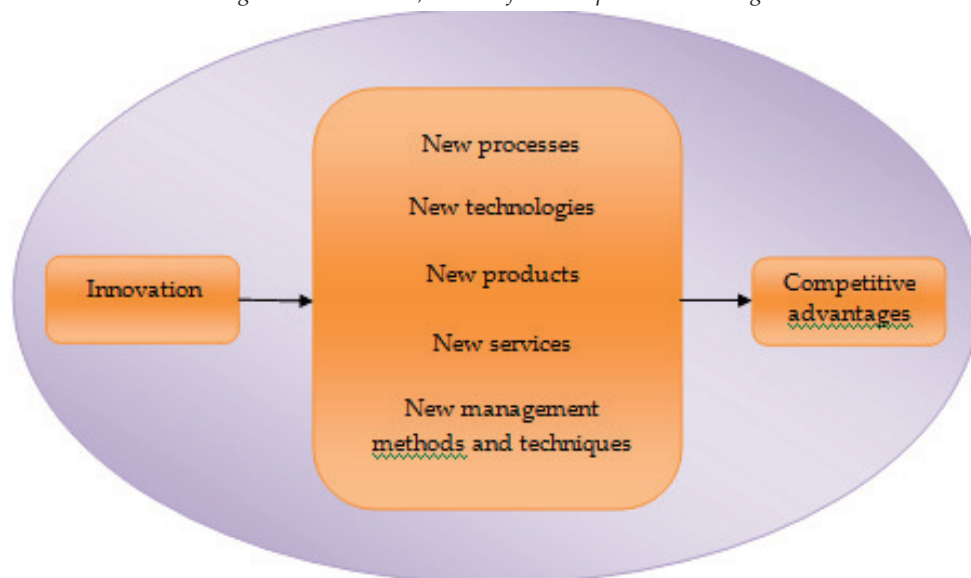 New processes
New technologies
New products
Innovation
New services
New management
methods and techniques
Competitive
advantages